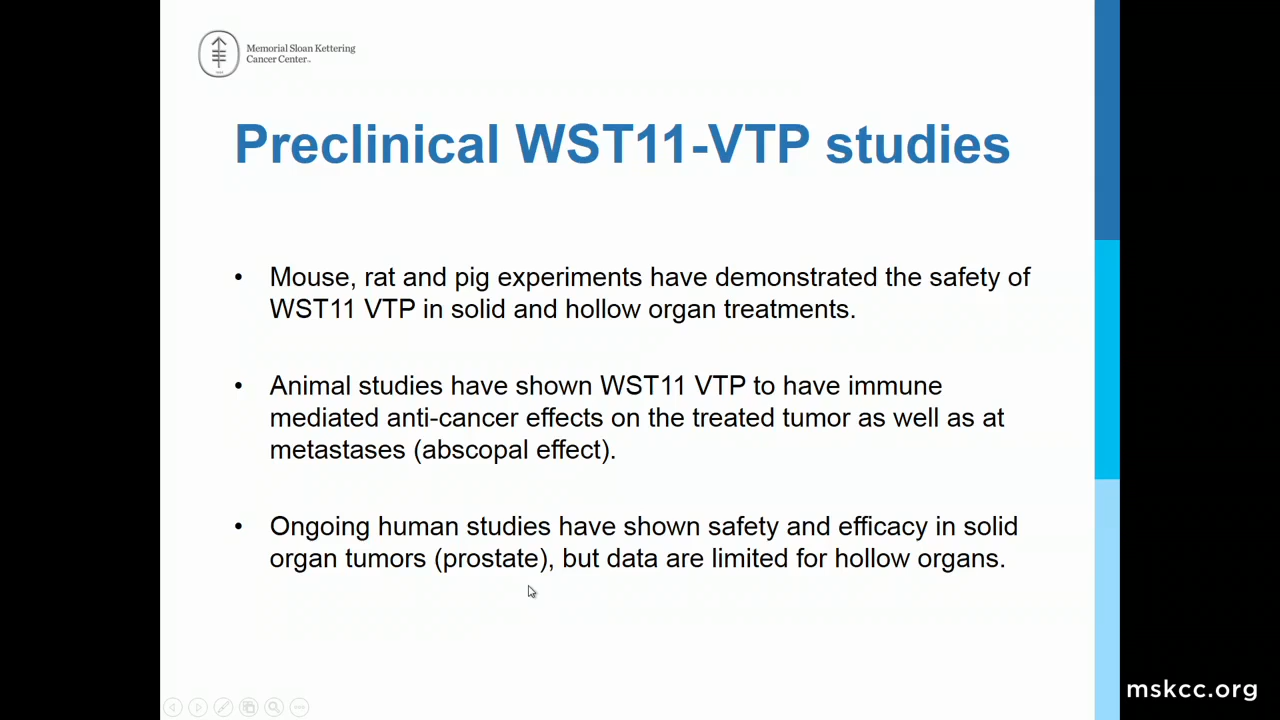 Memorial Sloan Kettering
Cancer Center
Preclinical WST11-VTP studies
• Mouse, rat and pig experiments have demonstrated the safety of
WST11 VTP in solid and hollow organ treatments.
• Animal studies have shown WST11 VTP to have immune
mediated anti-cancer effects on the treated tumor as well as at
metastases (abscopal effect).
• Ongoing human studies have shown safety and efficacy in solid
organ tumors (prostate), but data are limited for hollow organs.
mskcc.org